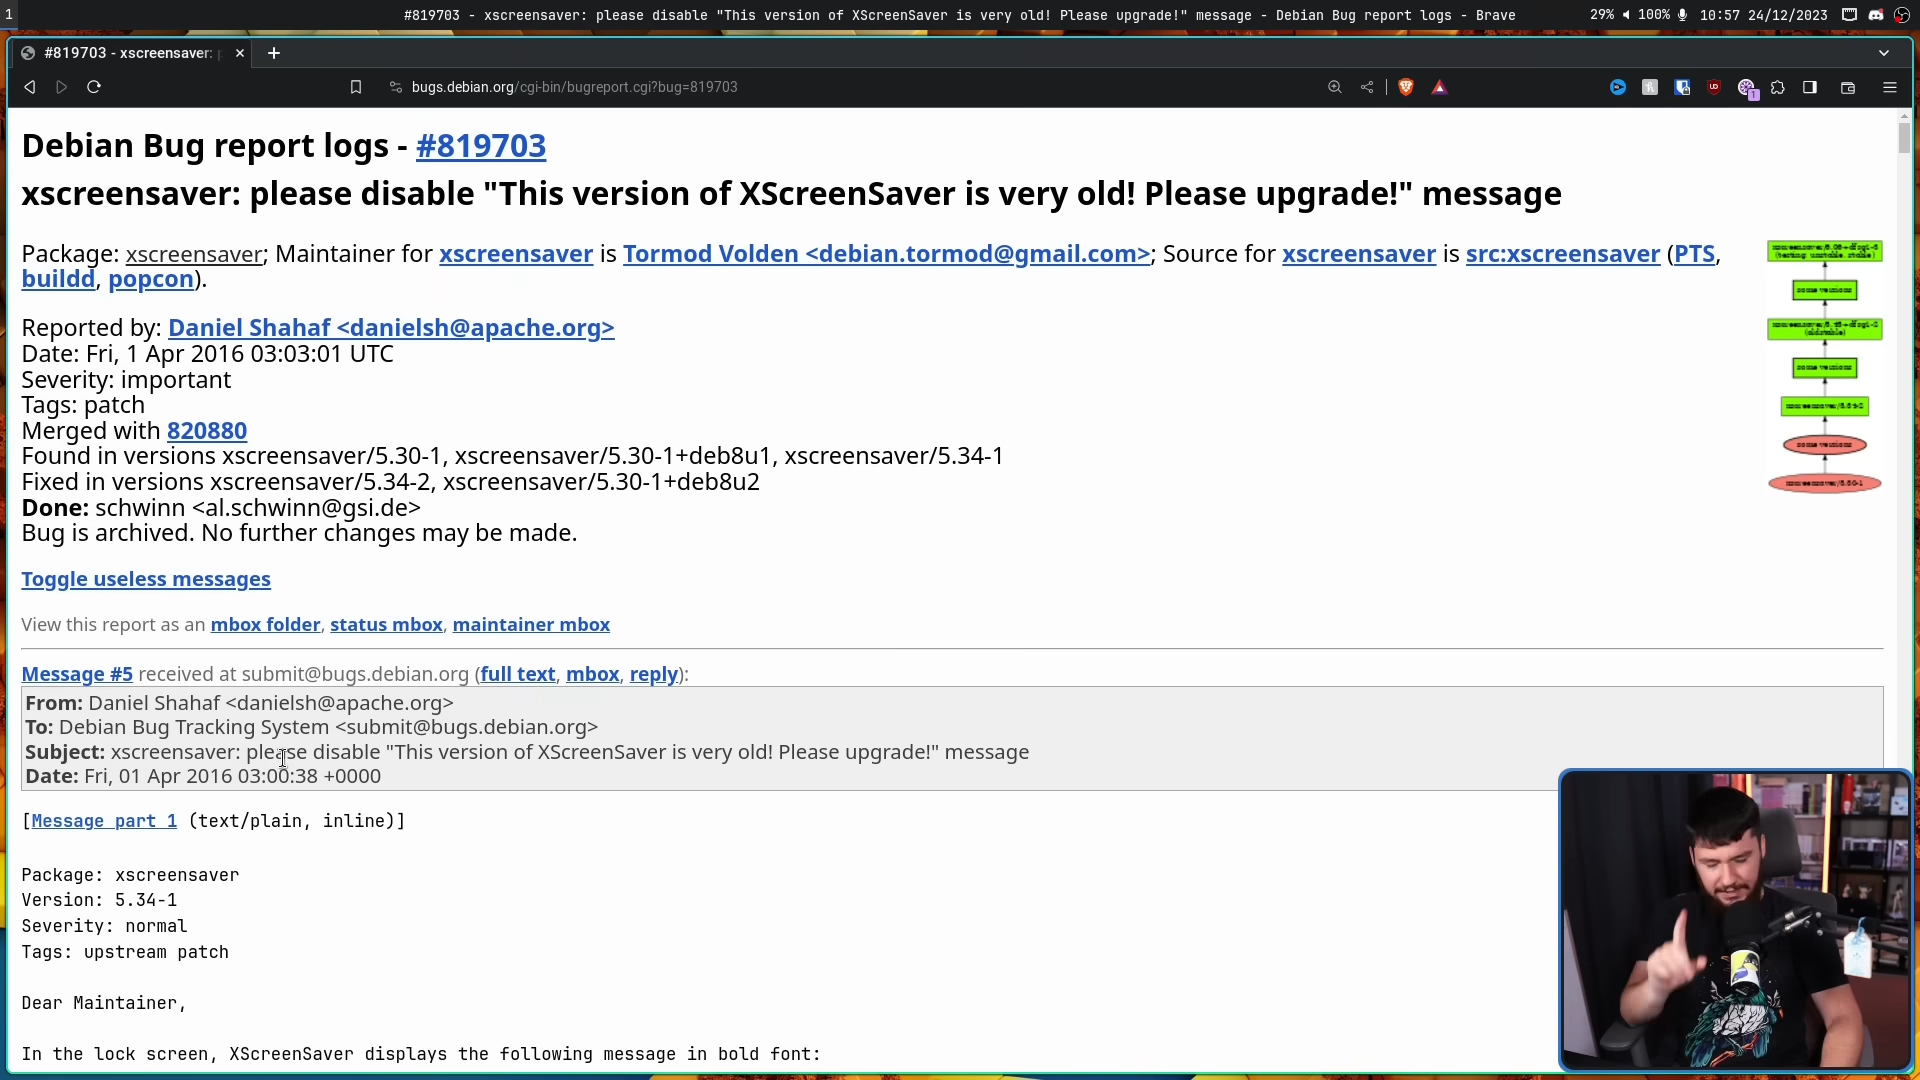 1
#819703 - xscreensaver: please disable "This version of XScreenSaver is very old! Please upgrade!" message - Debian Bug report logs - Brave
29% 100% 10:57 24/12/2023
#819703 - xscreensaver:
bugs.debian.org/cgi-bin/bugreport.cgi?bug=819703
1
Debian Bug report logs - #819703
xscreensaver: please disable "This version of XScreenSaver is very old! Please upgrade!" message
Package: xscreensaver; Maintainer for xscreensaver is Tormod Volden <debian.tormod@gmail.com>; Source for xscreensaver is src:xscreensaver (PTS,
buildd, popcon).
Reported by: Daniel Shahaf <danielsh@apache.org>
Date: Fri, 1 Apr 2016 03:03:01 UTC
Severity: important
Tags: patch
Merged with 820880
Found in versions xscreensaver/5.30-1, xscreensaver/5.30-1+deb8u1, xscreensaver/5.34-1
Fixed in versions xscreensaver/5.34-2, xscreensaver/5.30-1+deb8u2
Done: schwinn <al.schwinn@gsi.de>
Bug is archived. No further changes may be made.
Toggle useless messages
View this report as an mbox folder, status mbox, maintainer mbox
Message #5 received at submit@bugs.debian.org (full text, mbox, reply):
From: Daniel Shahaf <danielsh@apache.org>
To: Debian Bug Tracking System <submit@bugs.debian.org>
Subject: xscreensaver: please disable "This version of XScreenSaver is very old! Please upgrade!" message
Date: Fri, 01 Apr 2016 03:00:38 +0000
[Message part 1 (text/plain, inline)]
Package: xscreensaver
Version: 5.34-1
Severity: normal
Tags: upstream patch
Dear Maintainer,
In the lock screen, XScreenSaver displays the following message in bold font: